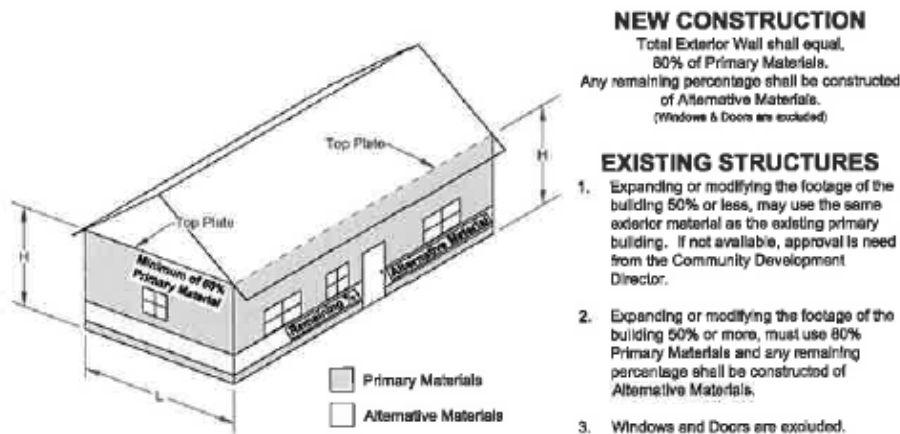 NEW CONSTRUCTION
Total Exterior Wall shall equal,
80% of Primary Materials.
Any remaining percentage shall be constructed
of Alternative Materials.
(Windows & Doors are excluded)
EXISTING STRUCTURES
1. Expanding or modifying the footage of the
building 50% or less, may use the same
exterior material as the existing primary
building. If not available, approval is need
from the Community Development
Director.
2. Expanding or modifying the footage of the
building 50% or more, must use 80%
Primary Materials and any remaining
percentage shall be constructed of
Alternative Materials.
3. Windows and Doors are excluded.
Top Plate
H
Top Plate
H
Minimum of
Primary Material
Remaining %
Alternative Material
L
Primary Materials
Alternative Materials